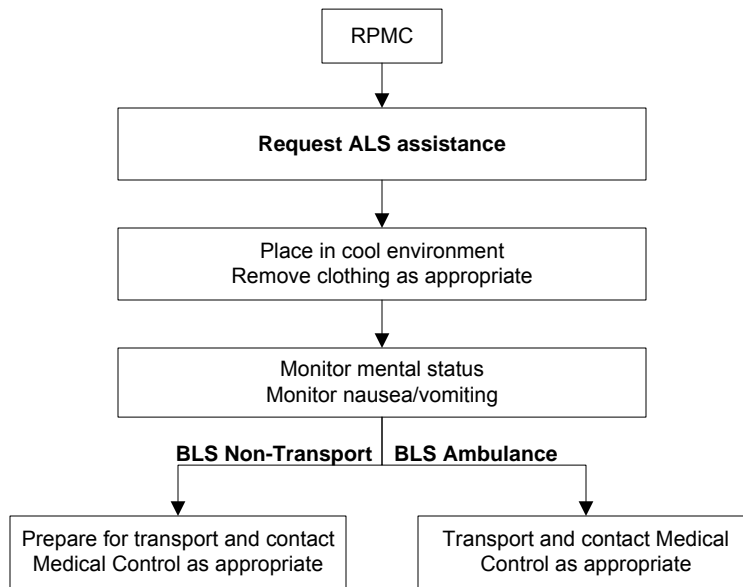 RPMC
Request ALS assistance
Place in cool environment
Remove clothing as appropriate
Monitor mental status
Monitor nausea/vomiting
BLS Non-Transport
BLS Ambulance
Prepare for transport and contact
Medical Control as appropriate
Transport and contact Medical
Control as appropriate